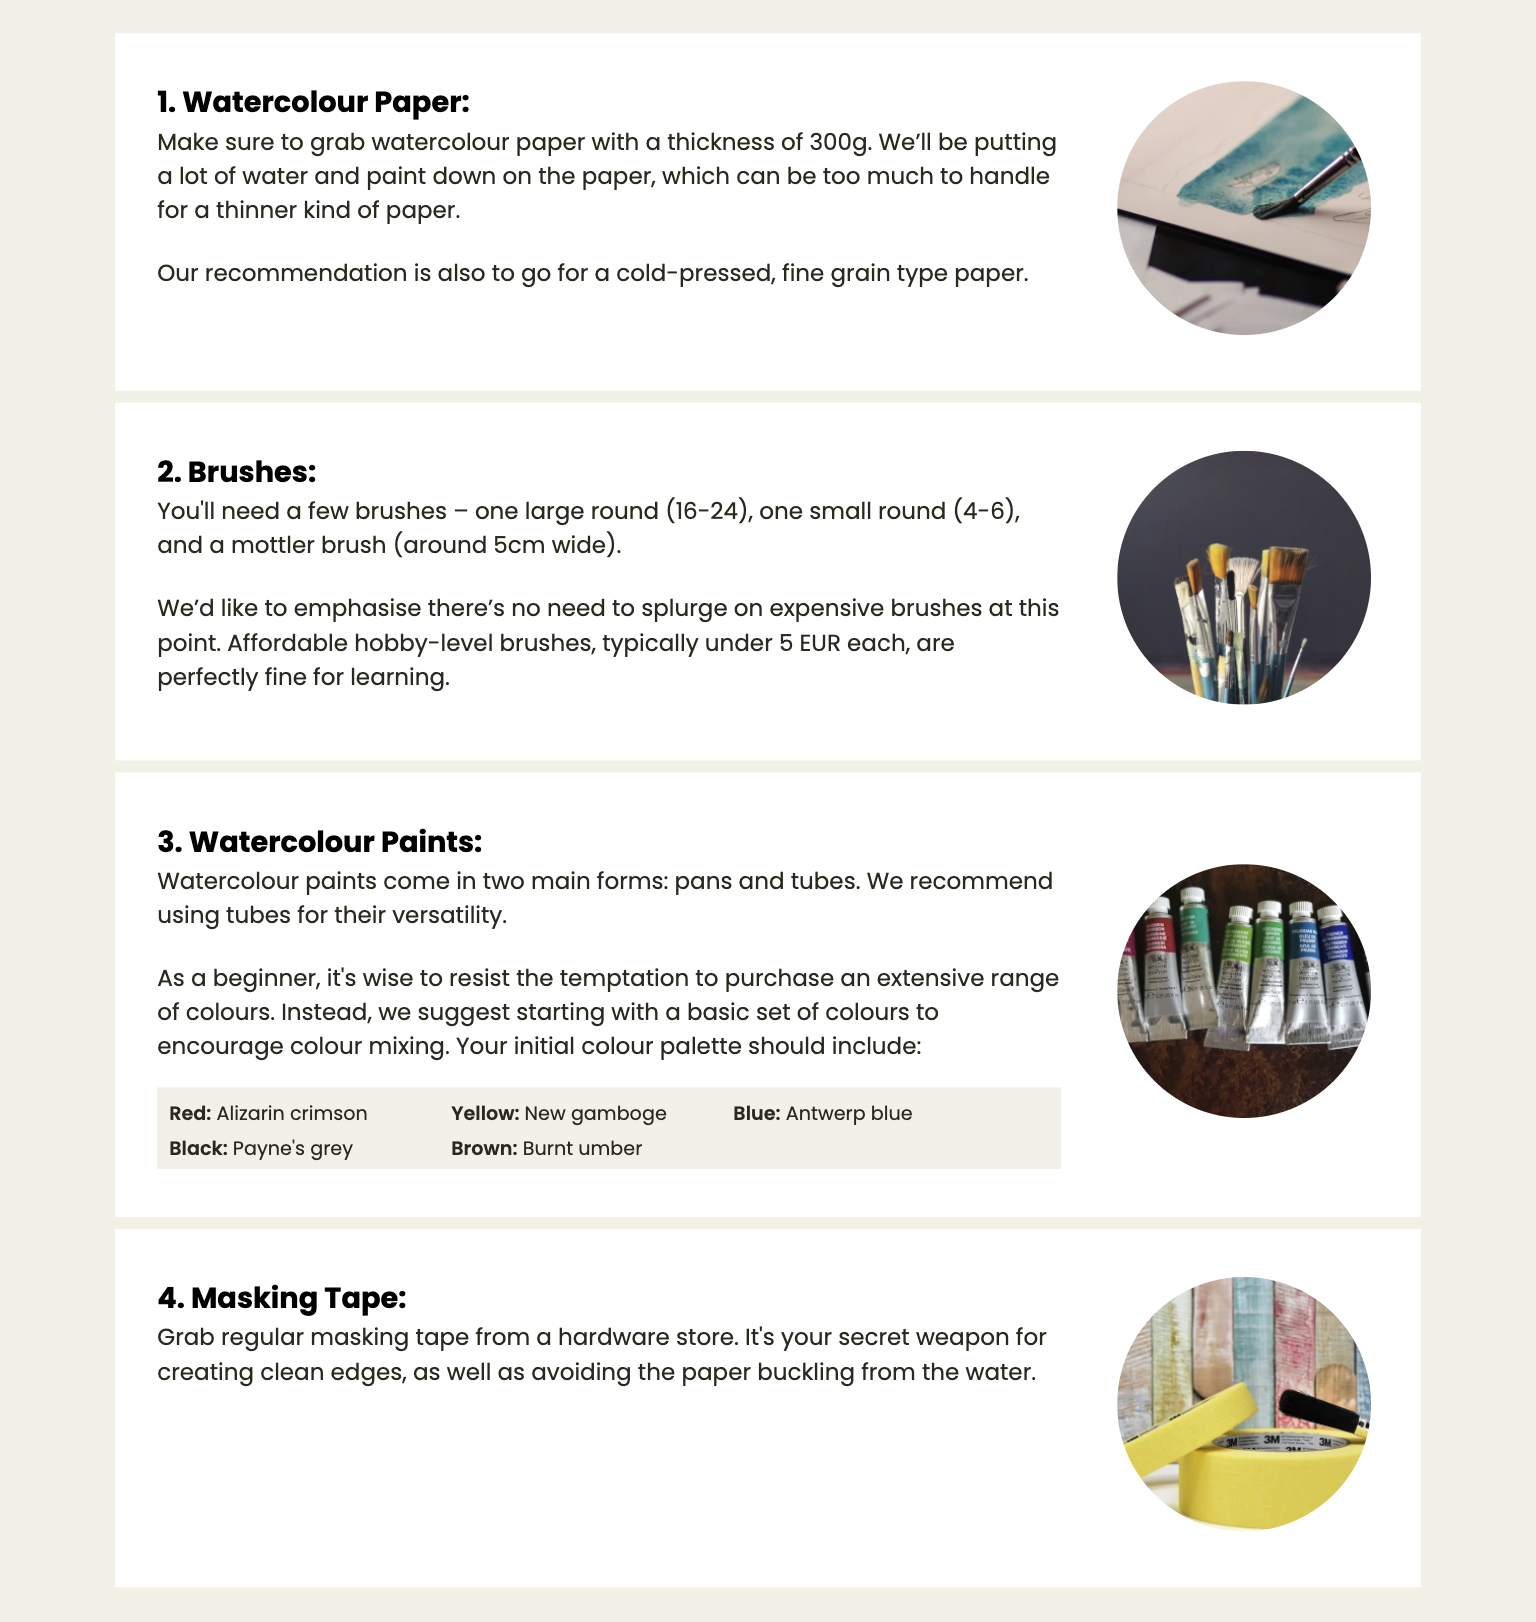 1. Watercolour Paper:
Make sure to grab watercolour paper with a thickness of 300g. We’ll be putting
a lot of water and paint down on the paper, which can be too much to handle
for a thinner kind of paper.
Our recommendation is also to go for a cold-pressed, fine grain type paper.
2. Brushes:
You'll need a few brushes – one large round (16-24), one small round (4-6),
and a mottler brush (around 5cm wide).
We’d like to emphasise there’s no need to splurge on expensive brushes at this
point. Affordable hobby-level brushes, typically under 5 EUR each, are
perfectly fine for learning.
3. Watercolour Paints:
Watercolour paints come in two main forms: pans and tubes. We recommend
using tubes for their versatility.
As a beginner, it's wise to resist the temptation to purchase an extensive range
of colours. Instead, we suggest starting with a basic set of colours to
encourage colour mixing. Your initial colour palette should include:
Red: Alizarin crimson Yellow: New gamboge Blue: Antwerp blue
Black: Payne's grey Brown: Burnt umber
4. Masking Tape:
Grab regular masking tape from a hardware store. It's your secret weapon for
creating clean edges, as well as avoiding the paper buckling from the water.
3M 3M 3M